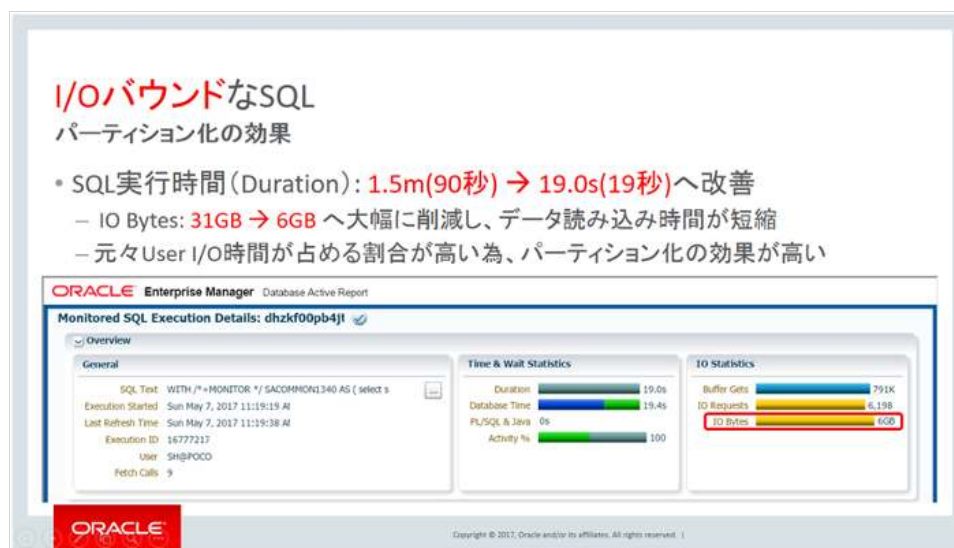 I/OバウンドなSQL
パーティション化の効果
• SQL実行時間(Duration): 1.5m(90秒) → 19.0s(19秒)へ改善
– IO Bytes: 31GB → 6GB へ大幅に削減し、データ読み込み時間が短縮
– 元々User I/O時間が占める割合が高い為、パーティション化の効果が高い
ORACLE Enterprise Manager Database Active Report
Monitored SQL Execution Details: dhzkf00pb4jt
Overview
General
SQL Text WITH /*+MONITOR */ SACOMMON1340 AS ( select s ...
Execution Started Sun May 7, 2017 11:19:19 AM
Last Refresh Time Sun May 7, 2017 11:19:38 AM
Execution ID 16777217
User SH@POCO
Fetch Calls 9
Time & Wait Statistics
Duration 19.0s
Database Time 19.4s
PL/SQL & Java 0s
Activity % 100
IO Statistics
Buffer Gets 791K
IO Requests 6,198
IO Bytes 6GB
ORACLE
Copyright © 2017, Oracle and/or its affiliates. All rights reserved. |